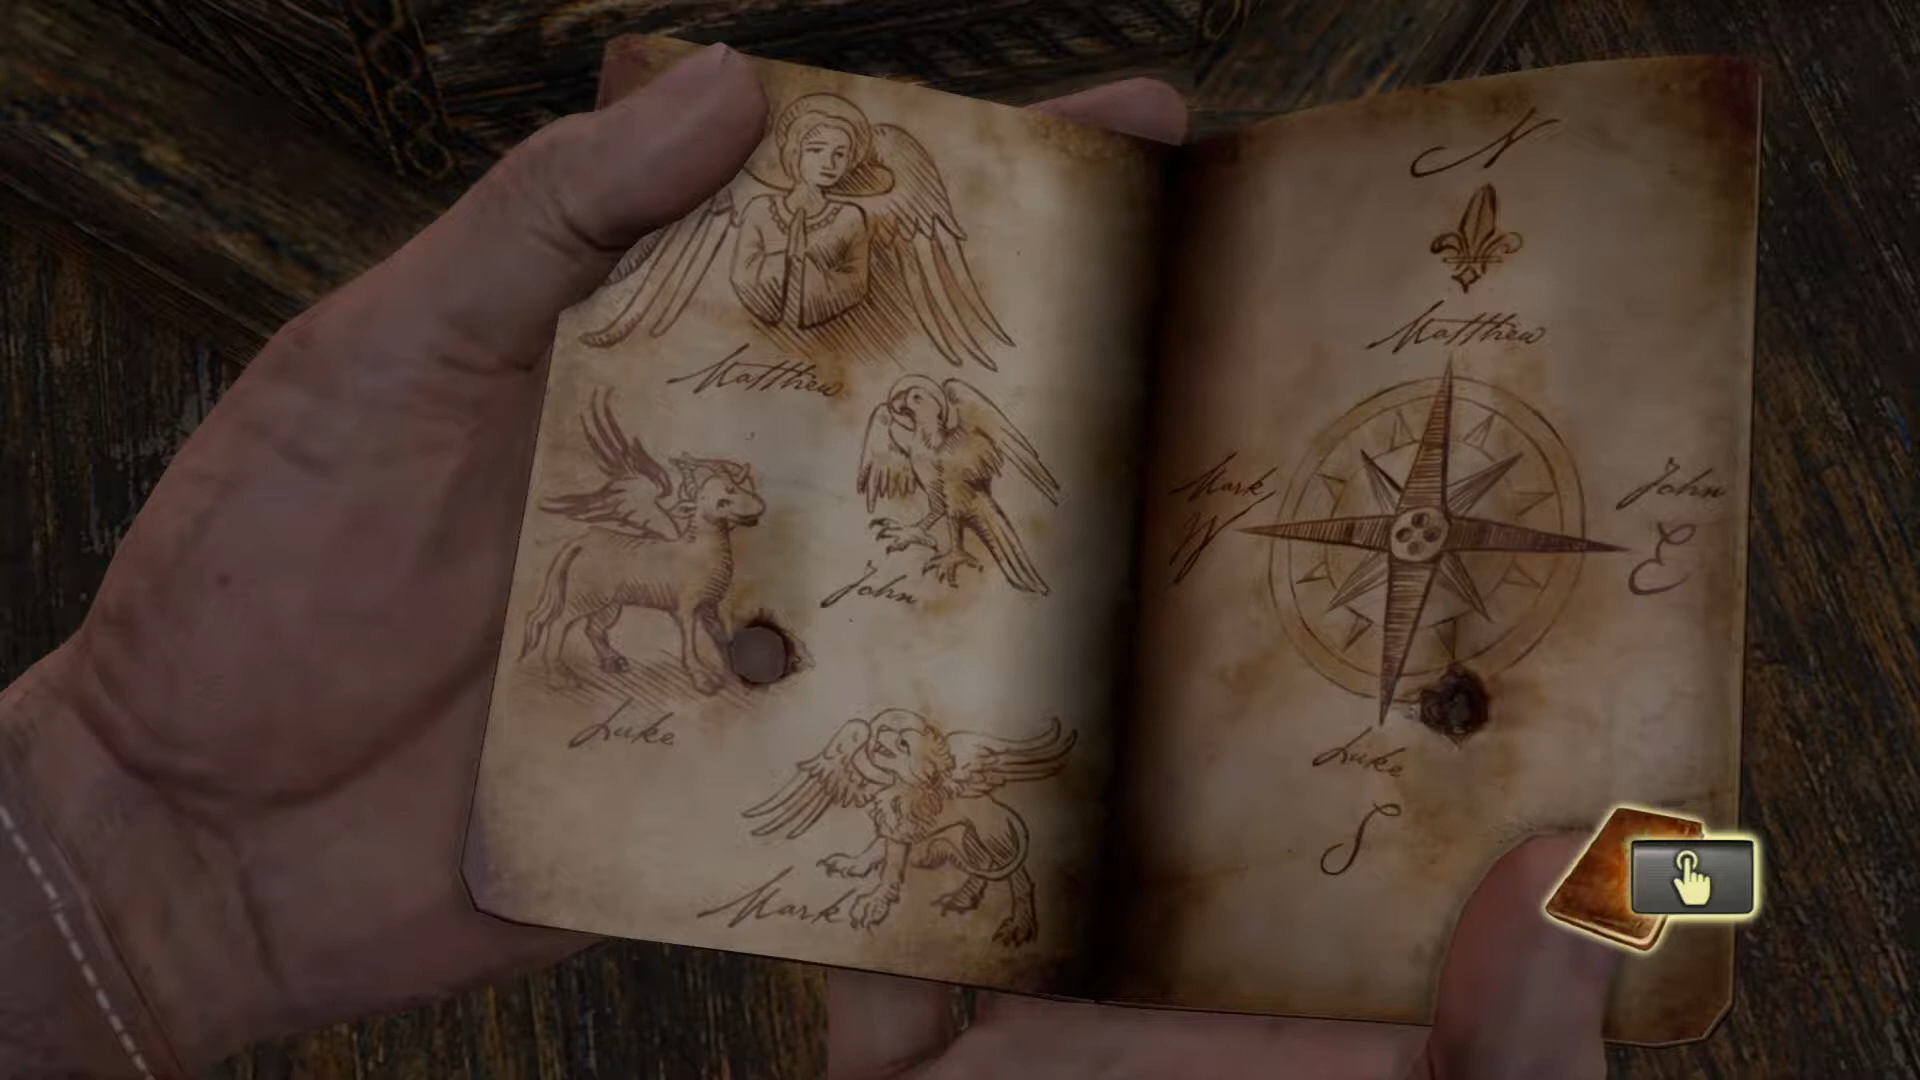 Matthew
John
Luke
Mark
N
Matthew
Mark
W
John
E
Luke
S